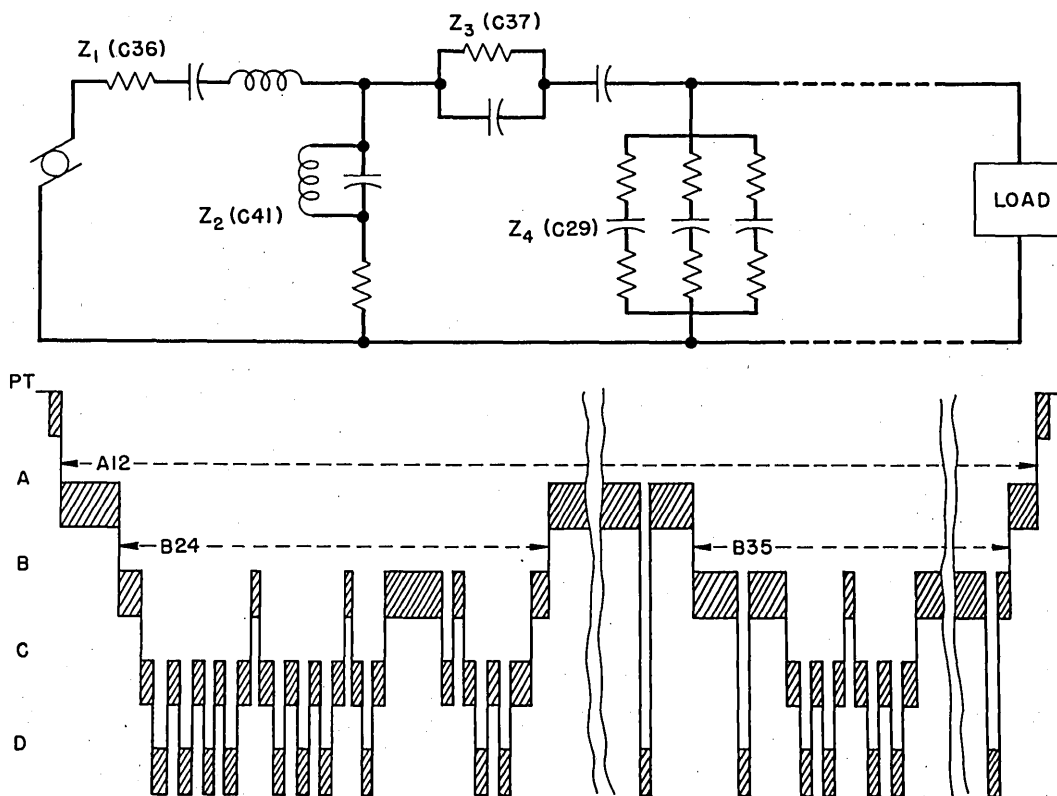 Z₃ (C37)
Z₁ (C36)
Z₂ (C41)
Z₄ (C29)
LOAD
PT
A12
A
B24
B35
B
C
D